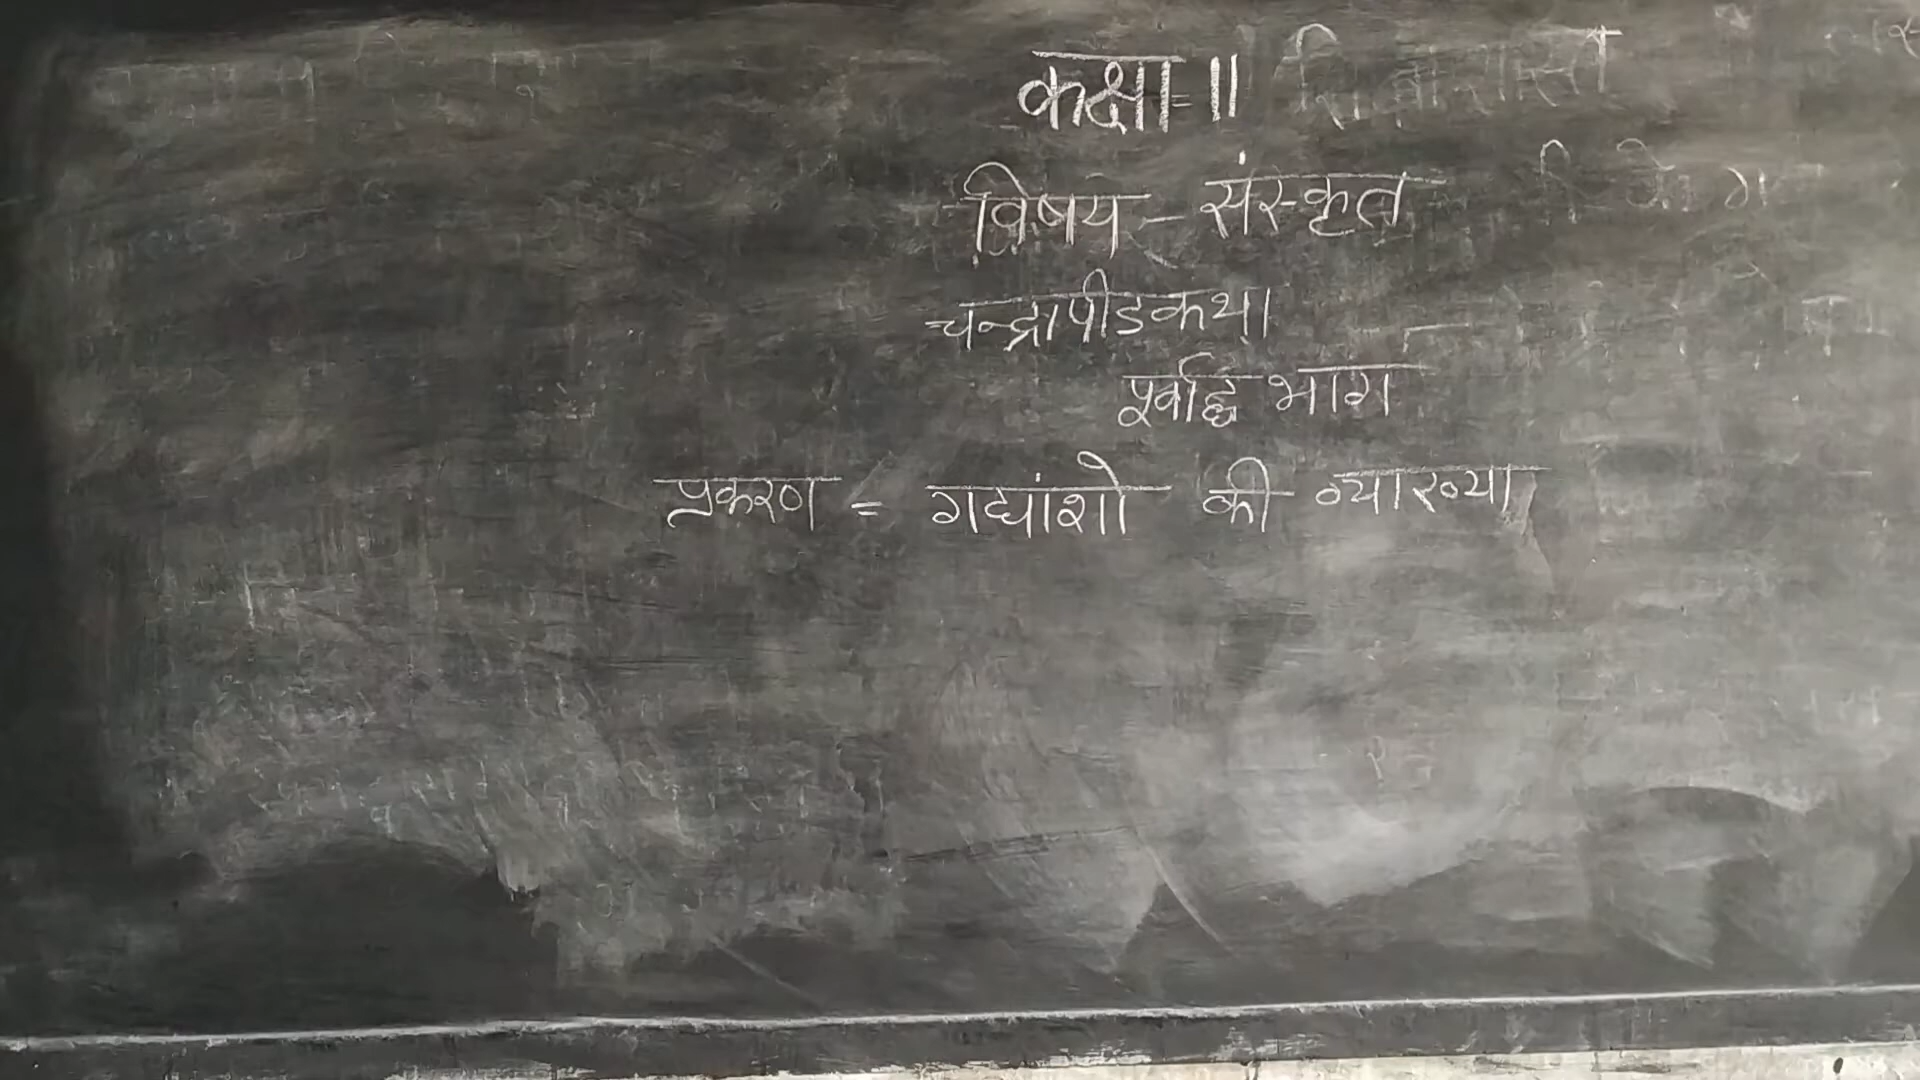 कक्षा=11
विषय - संस्कृत
चन्द्रापीडकथा
पूर्वार्द्ध भाग
प्रकरण = गद्यांशो की व्याख्या